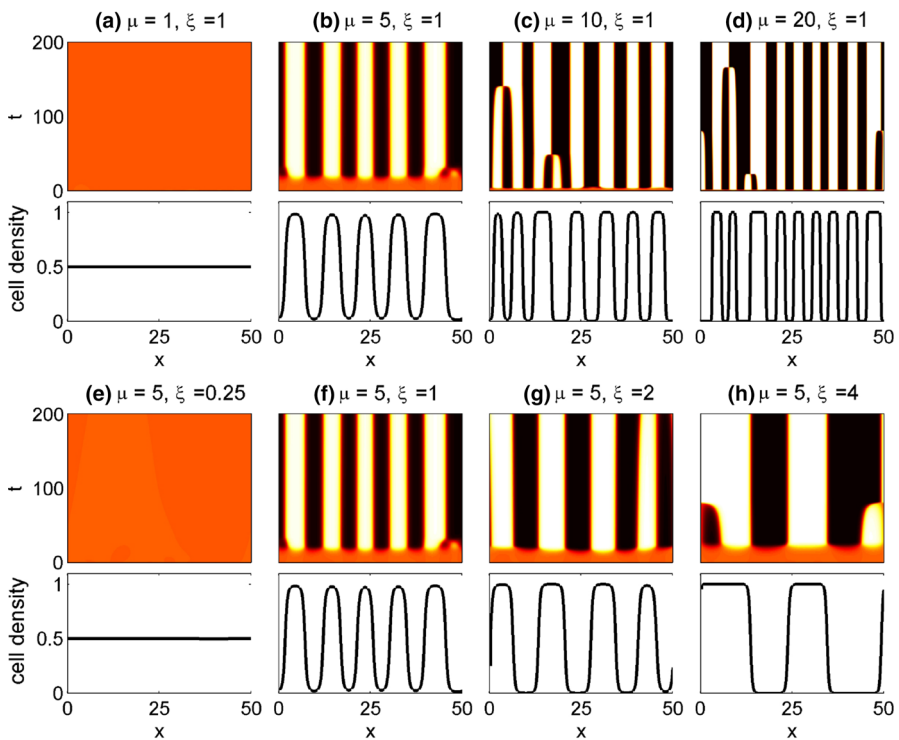 (a) μ = 1, ξ =1 (b) μ = 5, ξ =1 (c) μ = 10, ξ =1 (d) μ = 20, ξ =1
200
100
0
t
1
0.5
0
cell density
0 25 50 0 25 50 0 25 50 0 25 50
x x x x
(e) μ = 5, ξ =0.25 (f) μ = 5, ξ =1 (g) μ = 5, ξ =2 (h) μ = 5, ξ =4
200
100
0
t
1
0.5
0
cell density
0 25 50 0 25 50 0 25 50 0 25 50
x x x x